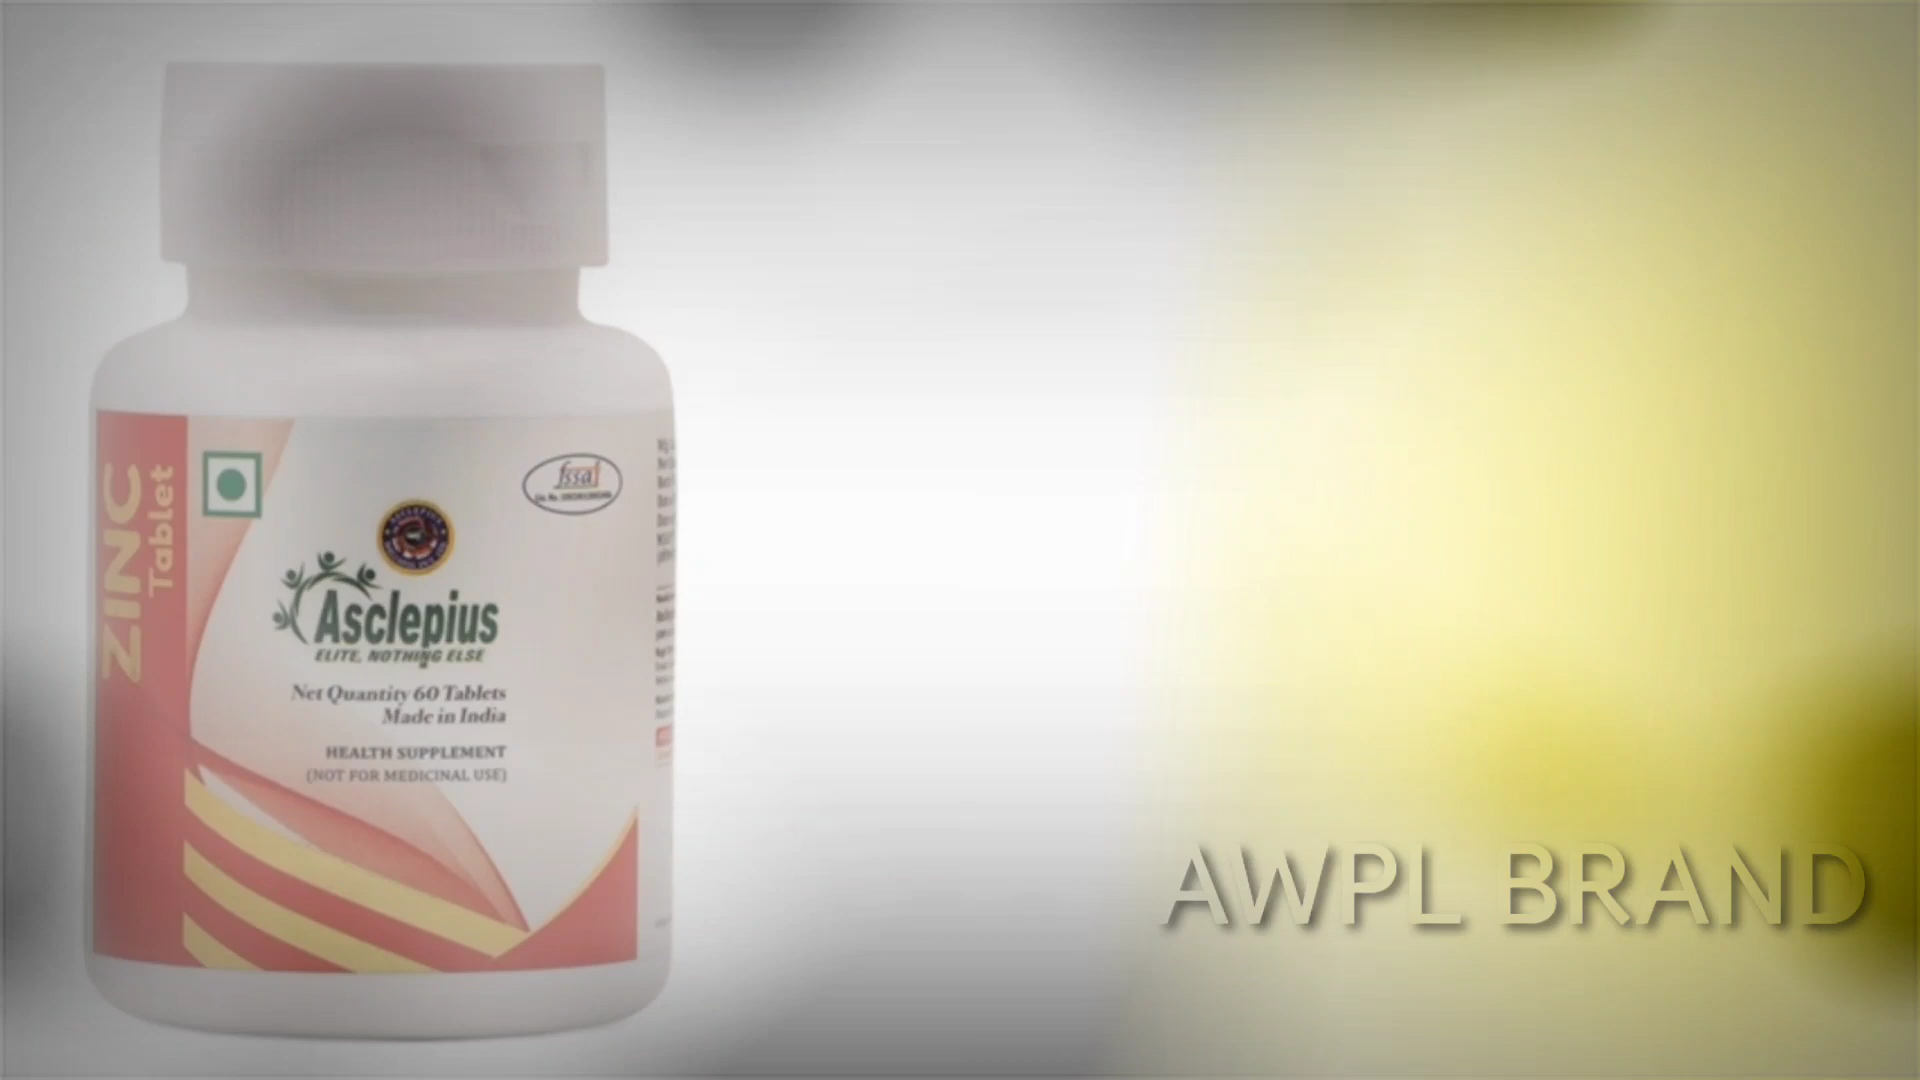 ZINC
Tablet
fssai
Asclepius
ELITE, NOTHING ELSE
Net Quantity 60 Tablets
Made in India
HEALTH SUPPLEMENT
(NOT FOR MEDICINAL USE)
AWPL BRAND